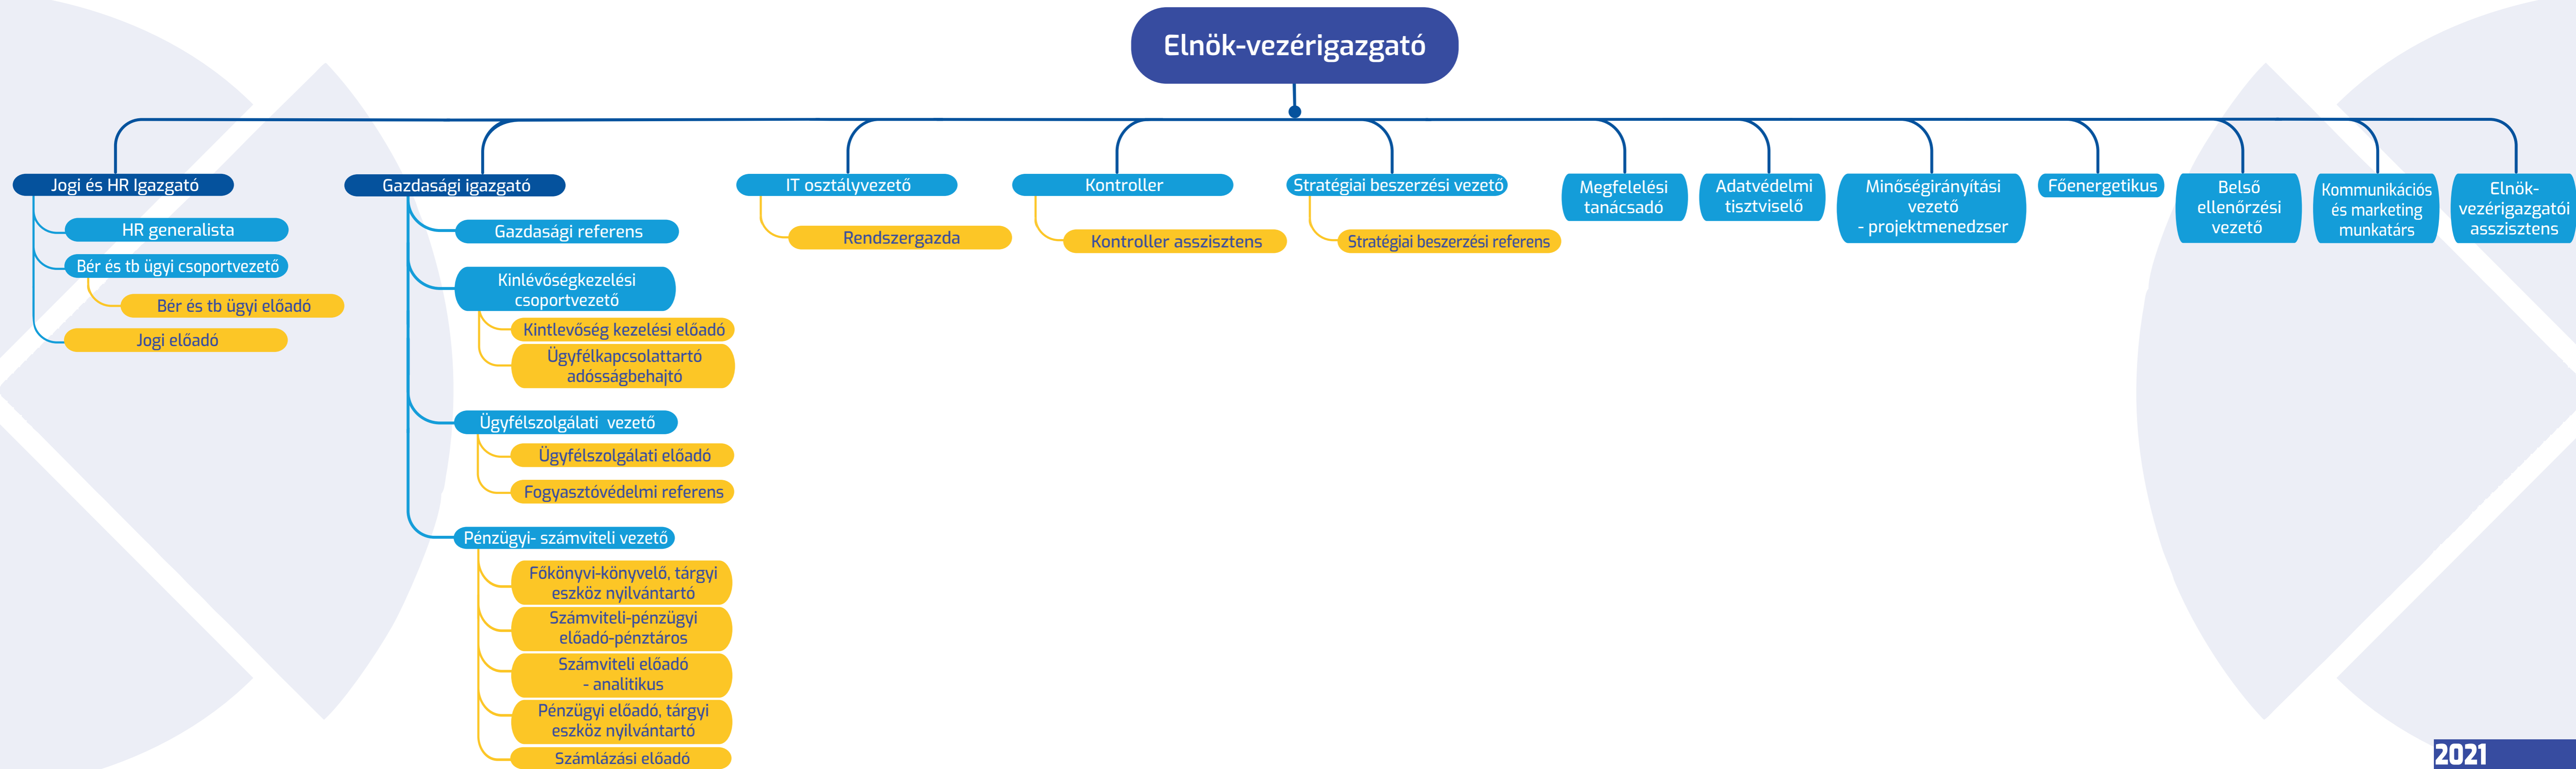 Elnök-vezérigazgató
Jogi és HR Igazgató
HR generalista
Bér és tb ügyi csoportvezető
Bér és tb ügyi előadó
Jogi előadó
Gazdasági igazgató
Gazdasági referens
Kinlévőségkezelési
csoportvezető
Kintlevőség kezelési előadó
Ügyfélkapcsolattartó
adósságbehajtó
Ügyfélszolgálati  vezető
Ügyfélszolgálati előadó
Fogyasztóvédelmi referens
Pénzügyi- számviteli vezető
Főkönyvi-könyvelő, tárgyi
eszköz nyilvántartó
Számviteli-pénzügyi
előadó-pénztáros
Számviteli előadó
- analitikus
Pénzügyi előadó, tárgyi
eszköz nyilvántartó
Számlázási előadó
IT osztályvezető
Rendszergazda
Kontroller
Kontroller asszisztens
Stratégiai beszerzési vezető
Stratégiai beszerzési referens
Megfelelési
tanácsadó
Adatvédelmi
tisztviselő
Minőségirányítási
vezető
- projektmenedzser
Főenergetikus
Belső
ellenőrzési
vezető
Kommunikációs
és marketing
munkatárs
Elnök-
vezérigazgatói
asszisztens
2021